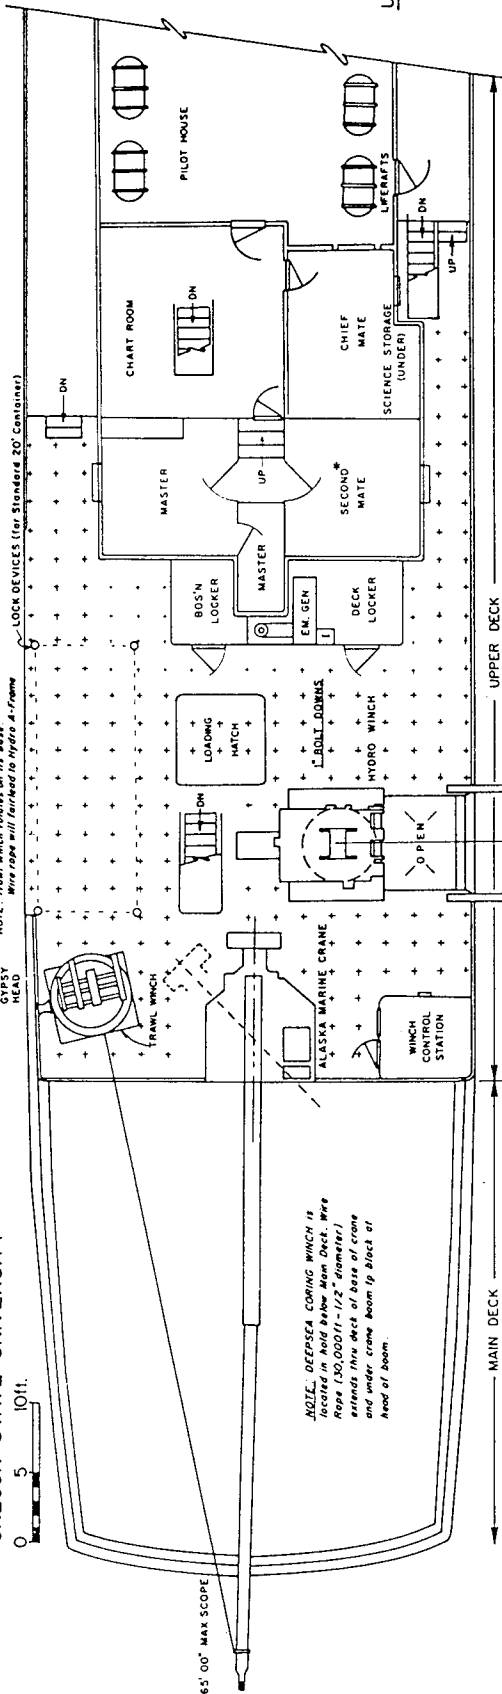 0 5 10ft.
GYPSY
HEAD
Wire rope will fairlead to Hydro A-Frame
LOCK DEVICES (for Standard 20' Container)
65' 00" MAX SCOPE
TRAWL WINCH
DN
LOADING
HATCH
BOS'N
LOCKER
MASTER
DN
CHART ROOM
DN
PILOT HOUSE
MASTER
UP
EM. GEN
ALASKA MARINE CRANE
1" BOLT DOWNS
DECK
LOCKER
SECOND*
MATE
CHIEF
MATE
SCIENCE STORAGE
(UNDER)
LIFERAFTS
DN
UP
HYDRO WINCH
OPEN
WINCH
CONTROL
STATION
NOTE: DEEPSEA CORING WINCH is
located in hold below Main Deck. Wire
Rope (30,000ft - 1/2" diameter)
extends thru deck at base of crane
and under crane boom to block at
head of boom.
MAIN DECK
UPPER DECK